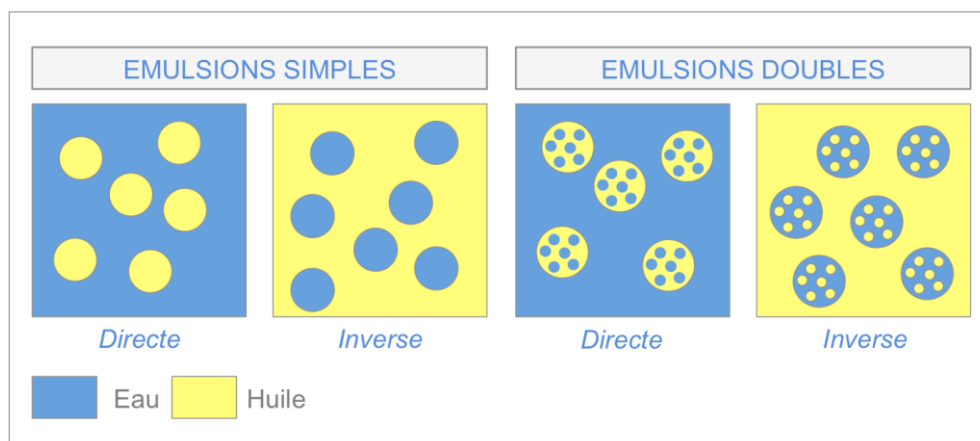 EMULSIONS SIMPLES
EMULSIONS DOUBLES
Directe
Inverse
Directe
Inverse
Eau
Huile